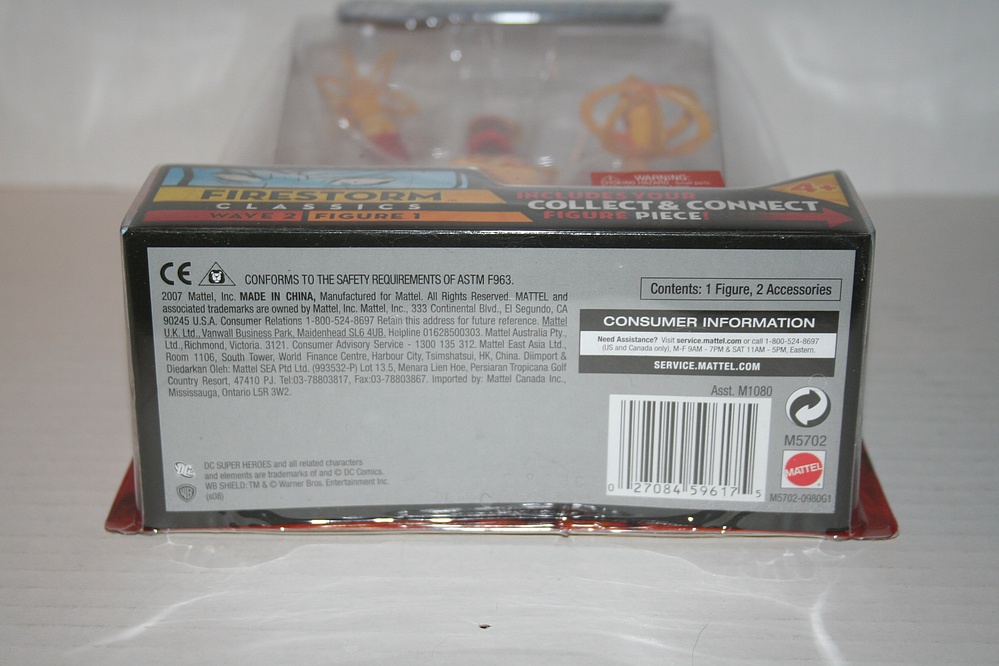 WARNING:
FIRESTORM
CLASSICS
WAVE 2 FIGURE 1
INCLUDES YOUR
COLLECT & CONNECT
FIGURE PIECE!
4+
CE
CONFORMS TO THE SAFETY REQUIREMENTS OF ASTM F963.
2007 Mattel, Inc. MADE IN CHINA, Manufactured for Mattel. All Rights Reserved. MATTEL and
associated trademarks are owned by Mattel, Inc. Mattel, Inc., 333 Continental Blvd., El Segundo, CA
90245 U.S.A. Consumer Relations 1-800-524-8697 Retain this address for future reference. Mattel
U.K. Ltd., Vanwall Business Park, Maidenhead SL6 4UB. Helpline 01628500303. Mattel Australia Pty.,
Ltd., Richmond, Victoria. 3121. Consumer Advisory Service - 1300 135 312. Mattel East Asia Ltd.,
Room 1106, South Tower, World Finance Centre, Harbour City, Tsimshatsui, HK, China. Diimport &
Diedarkan Oleh: Mattel SEA Ptd Ltd. (993532-P) Lot 13.5, Menara Lien Hoe, Persiaran Tropicana Golf
Country Resort, 47410 PJ. Tel:03-78803817, Fax:03-78803867. Imported by: Mattel Canada Inc.,
Mississauga, Ontario L5R 3W2.
Contents: 1 Figure, 2 Accessories
CONSUMER INFORMATION
Need Assistance? Visit service.mattel.com or call 1-800-524-8697
(US and Canada only), M-F 9AM - 7PM & SAT 11AM - 5PM, Eastern.
SERVICE.MATTEL.COM
Asst. M1080
0 27084 59617 5
M5702
MATTEL
M5702-0980G1
DC
DC SUPER HEROES and all related characters
and elements are trademarks of and © DC Comics.
WB SHIELD: TM & © Warner Bros. Entertainment Inc.
(s08)
WB